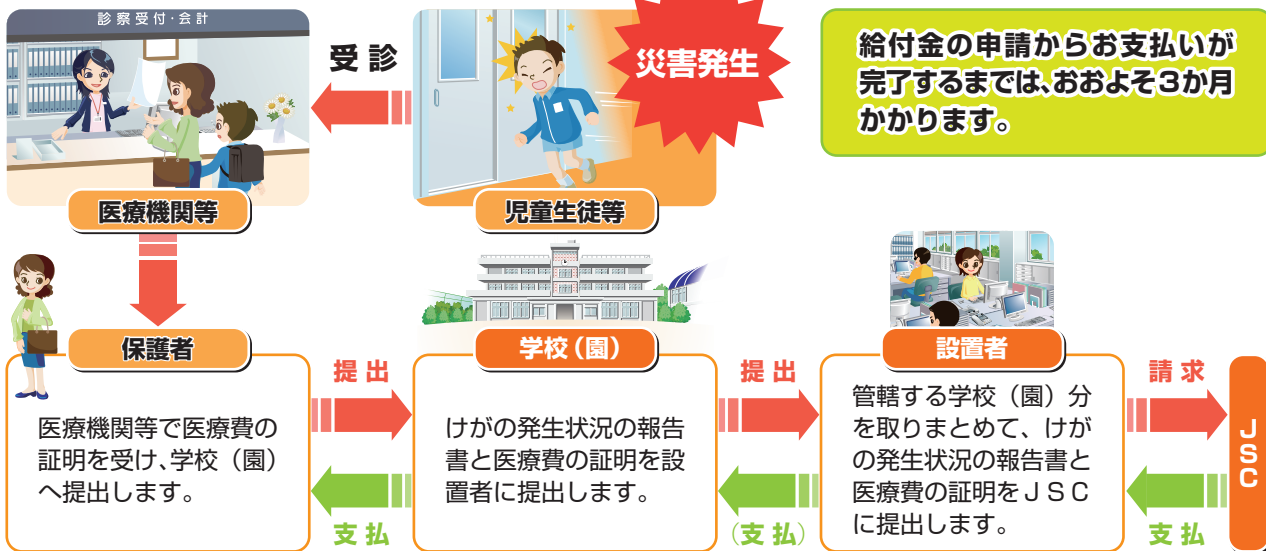 診察受付・会計
受診
災害発生
給付金の申請からお支払いが
完了するまでは、おおよそ3か月
かかります。
医療機関等
児童生徒等
保護者
医療機関等で医療費の
証明を受け、学校（園）
へ提出します。
提出
支払
学校（園）
けがの発生状況の報告
書と医療費の証明を設
置者に提出します。
提出
（支払）
設置者
管轄する学校（園）分
を取りまとめて、けが
の発生状況の報告書と
医療費の証明をＪＳＣ
に提出します。
請求
支払
JSC